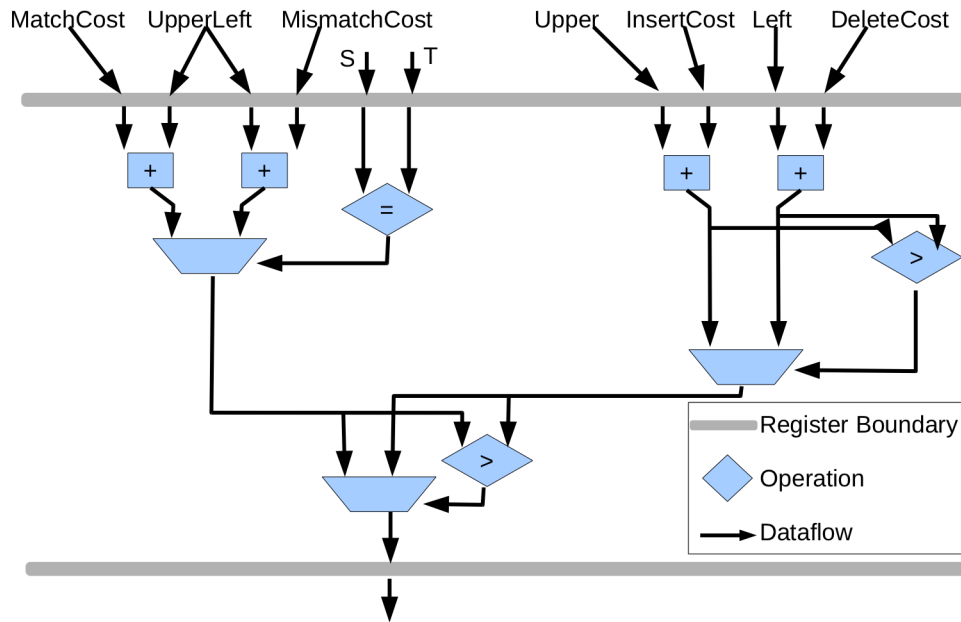 MatchCost UpperLeft MismatchCost Upper InsertCost Left DeleteCost
S T
+ + + +
=
>
>
Register Boundary
Operation
Dataflow